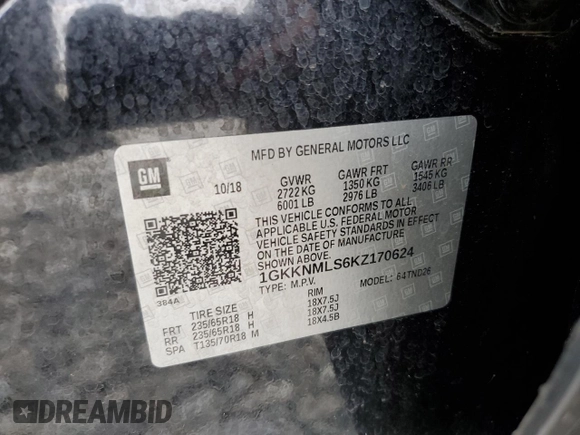 MFD BY GENERAL MOTORS LLC
GM
10/18
GVWR GAWR FRT GAWR RR
2722 KG 1350 KG 1545 KG
6001 LB 2976 LB 3406 LB
THIS VEHICLE CONFORMS TO ALL
APPLICABLE U.S. FEDERAL MOTOR
VEHICLE SAFETY STANDARDS IN EFFECT
ON THE DATE OF MANUFACTURE
SHOWN ABOVE.
1GKKNMLS6KZ170624
TYPE: M.P.V. MODEL: 64TND26
384A
TIRE SIZE RIM
FRT 235/65R18 H 18X7.5J
RR 235/65R18 H 18X7.5J
SPA T135/70R18 M 18X4.5B
DREAMBID